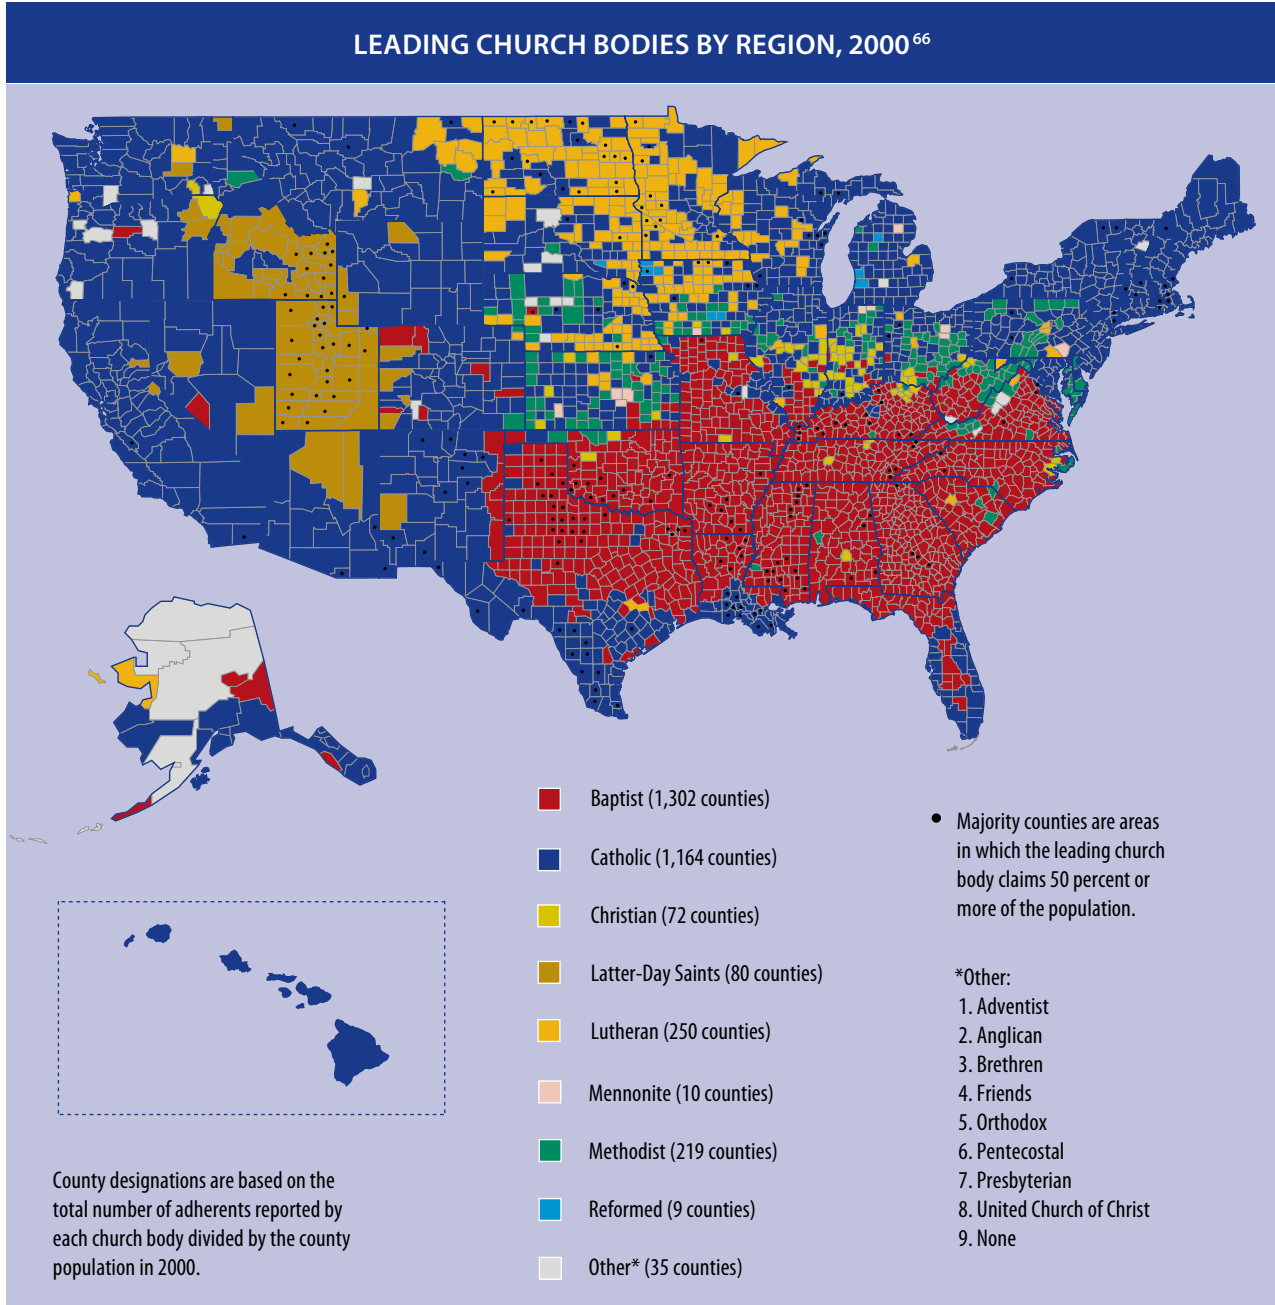 LEADING CHURCH BODIES BY REGION, 2000 66
Baptist (1,302 counties)
Catholic (1,164 counties)
Christian (72 counties)
Latter-Day Saints (80 counties)
Lutheran (250 counties)
Mennonite (10 counties)
Methodist (219 counties)
Reformed (9 counties)
Other* (35 counties)
Majority counties are areas
in which the leading church
body claims 50 percent or
more of the population.
*Other:
1. Adventist
2. Anglican
3. Brethren
4. Friends
5. Orthodox
6. Pentecostal
7. Presbyterian
8. United Church of Christ
9. None
County designations are based on the
total number of adherents reported by
each church body divided by the county
population in 2000.